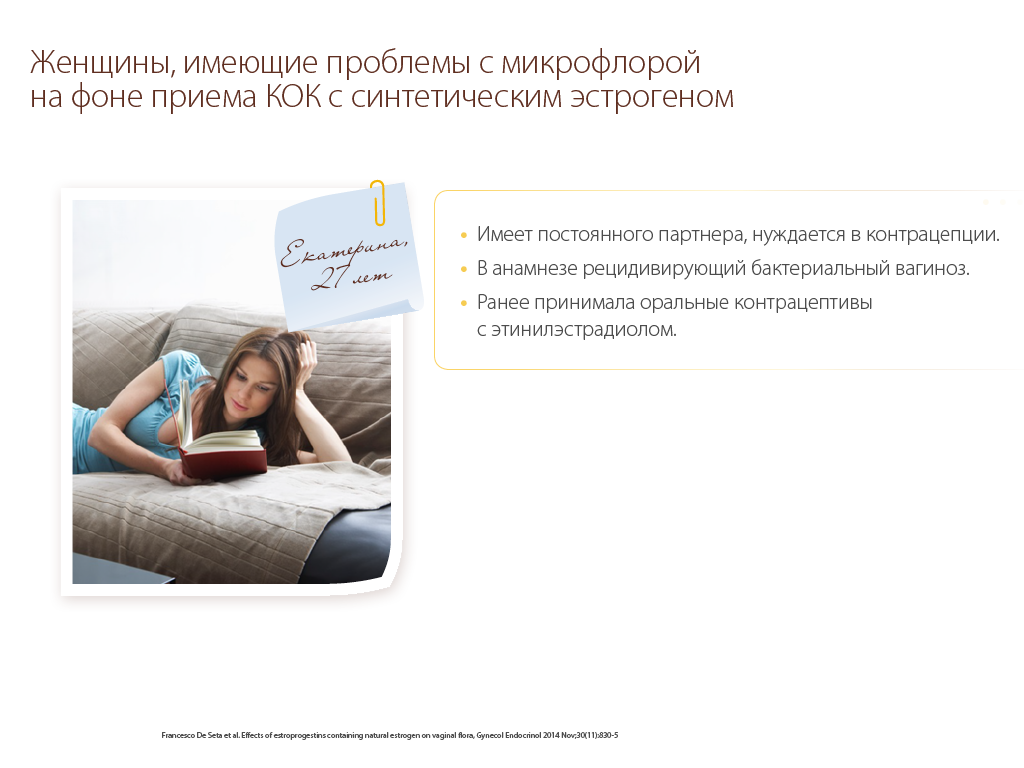 Женщины, имеющие проблемы с микрофлорой
на фоне приема КОК с синтетическим эстрогеном
Екатерина,
27 лет
• Имеет постоянного партнера, нуждается в контрацепции.
• В анамнезе рецидивирующий бактериальный вагиноз.
• Ранее принимала оральные контрацептивы
с этинилэстрадиолом.
Francesco De Seta et al. Effects of estroprogestins containing natural estrogen on vaginal flora, Gynecol Endocrinol 2014 Nov;30(11):830-5